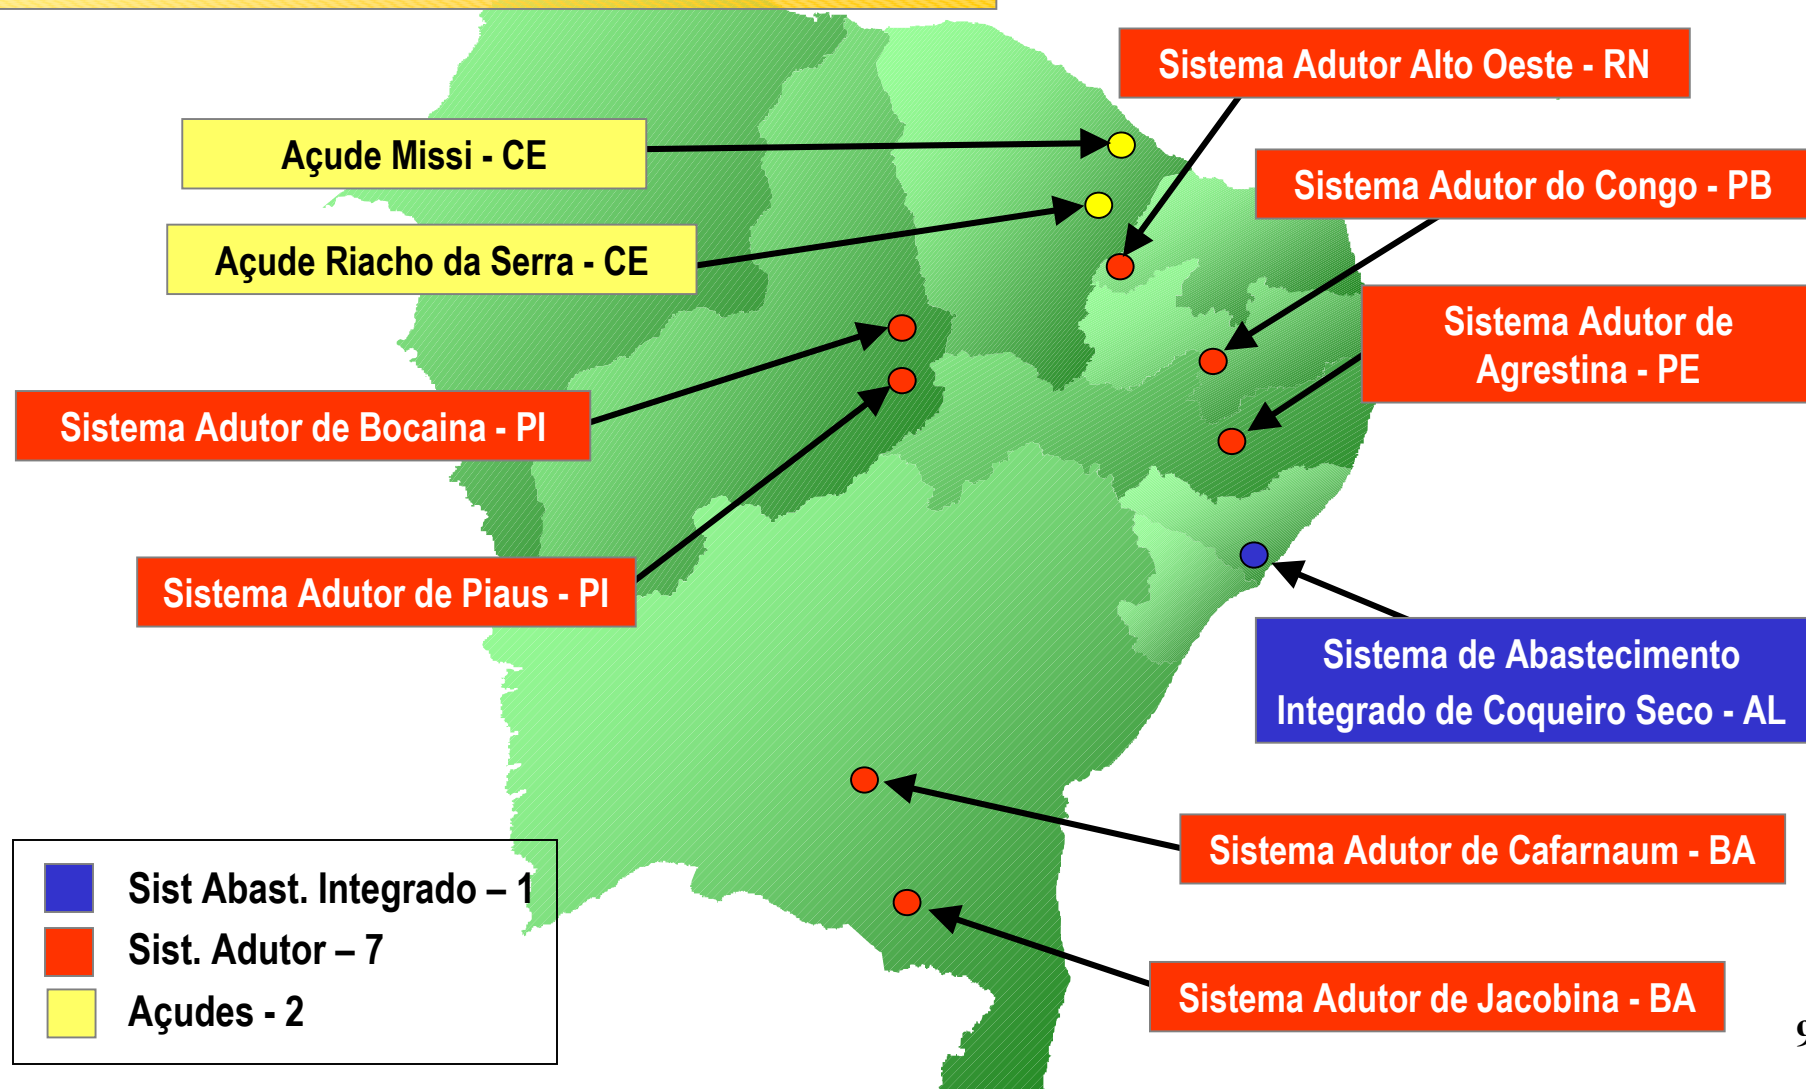 Sistema Adutor Alto Oeste - RN
Açude Missi - CE
Sistema Adutor do Congo - PB
Açude Riacho da Serra - CE
Sistema Adutor de
Agrestina - PE
Sistema Adutor de Bocaina - PI
Sistema Adutor de Piaus - PI
Sistema de Abastecimento
Integrado de Coqueiro Seco - AL
Sistema Adutor de Cafarnaum - BA
Sistema Adutor de Jacobina - BA
Sist Abast. Integrado – 1
Sist. Adutor – 7
Açudes - 2
9